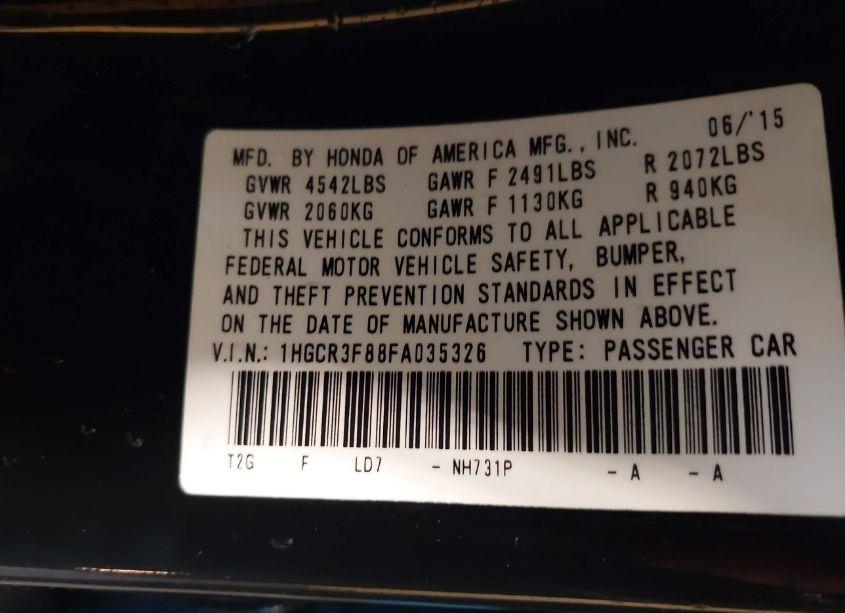 06/'15
MFD. BY HONDA OF AMERICA MFG., INC.
GVWR 4542LBS GAWR F 2491LBS R 2072LBS
GVWR 2060KG GAWR F 1130KG R 940KG
THIS VEHICLE CONFORMS TO ALL APPLICABLE
FEDERAL MOTOR VEHICLE SAFETY, BUMPER,
AND THEFT PREVENTION STANDARDS IN EFFECT
ON THE DATE OF MANUFACTURE SHOWN ABOVE.
V.I.N.: 1HGCR3F88FA035326 TYPE: PASSENGER CAR
T2G F LD7 - NH731P - A - A